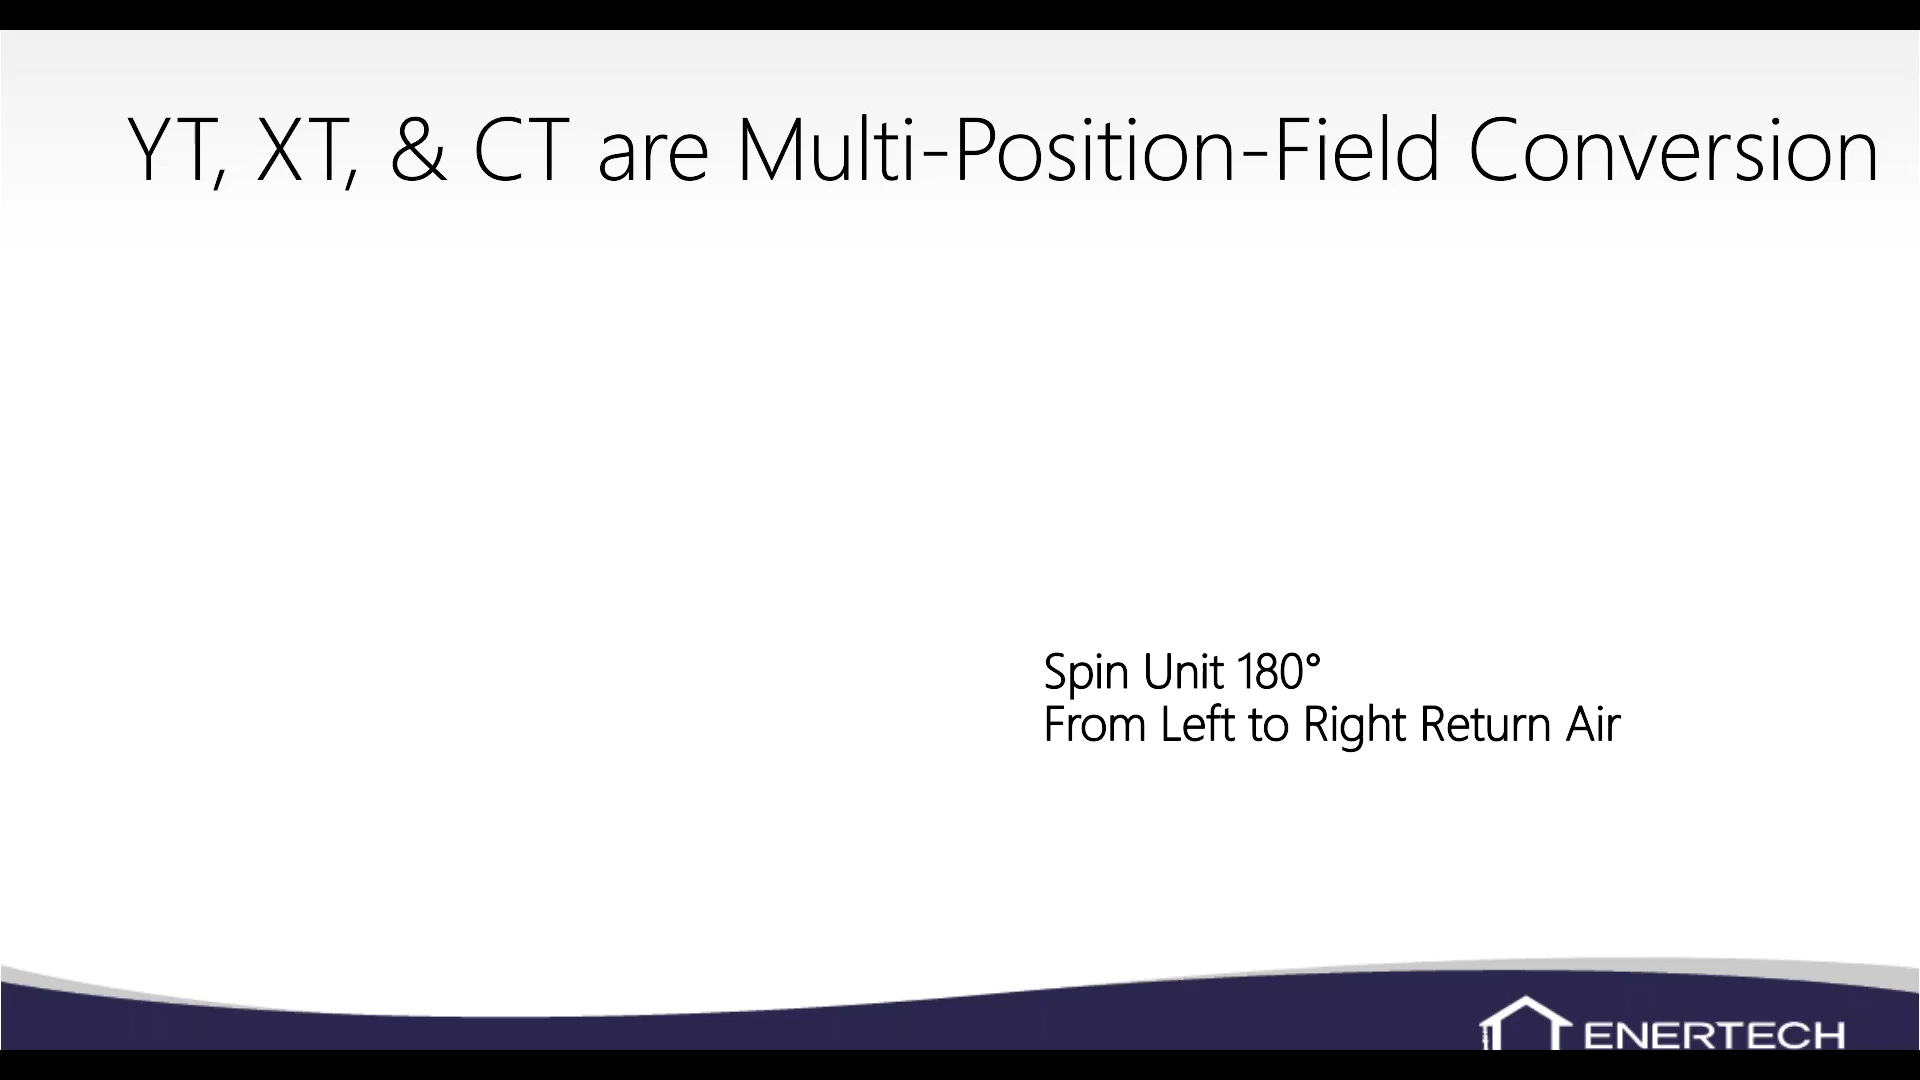 YT, XT, & CT are Multi-Position-Field Conversion
Spin Unit 180°
From Left to Right Return Air
ENERTECH